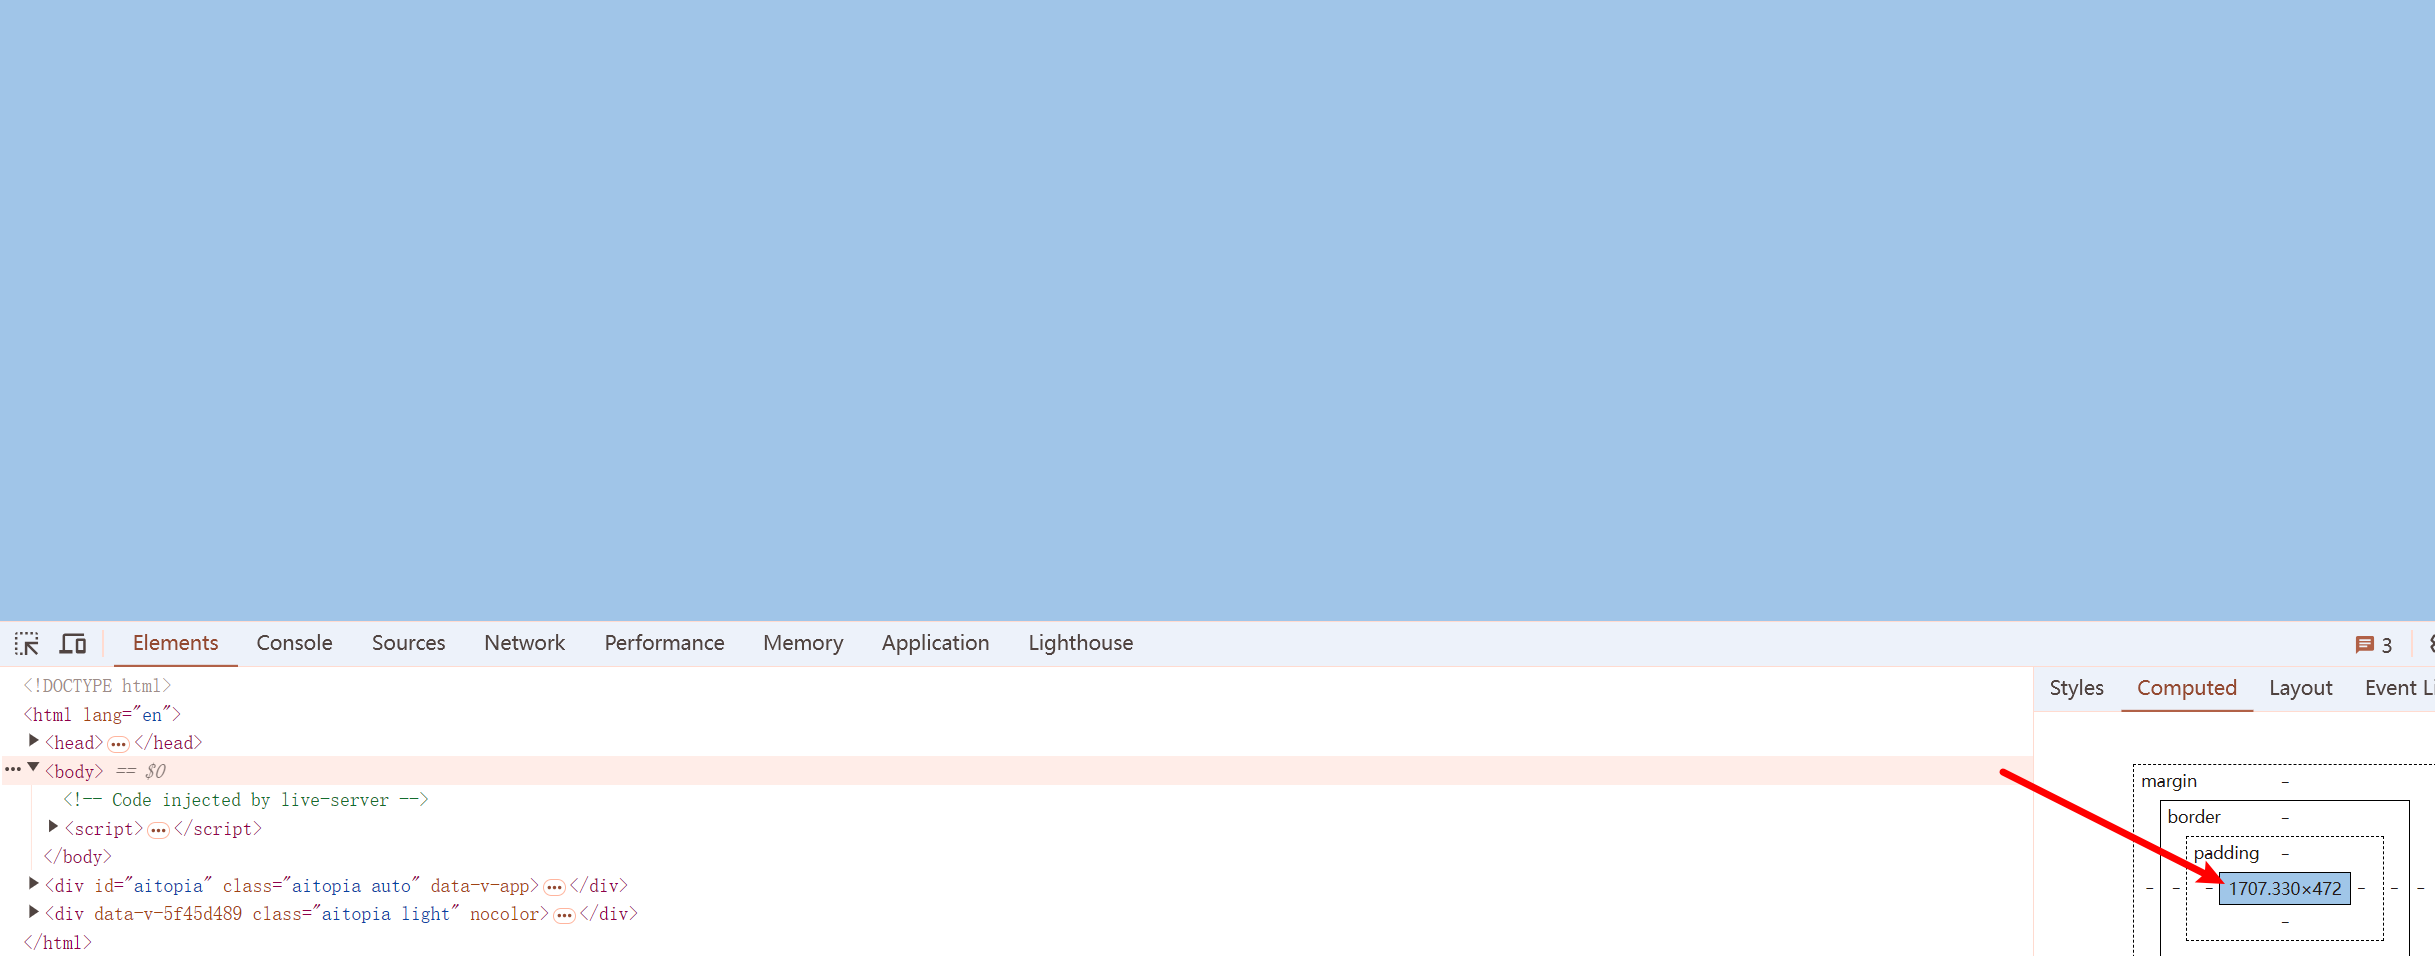 Elements Console Sources Network Performance Memory Application Lighthouse 3
Styles Computed Layout Event Li
<!DOCTYPE html>
<html lang="en">
<head>…</head>
<body> == $0
<!-- Code injected by live-server -->
<script>…</script>
</body>
<div id="aitopia" class="aitopia auto" data-v-app>…</div>
<div data-v-5f45d489 class="aitopia light" nocolor>…</div>
</html>
margin –
border –
padding –
– – – 1707.330×472 – – –
–